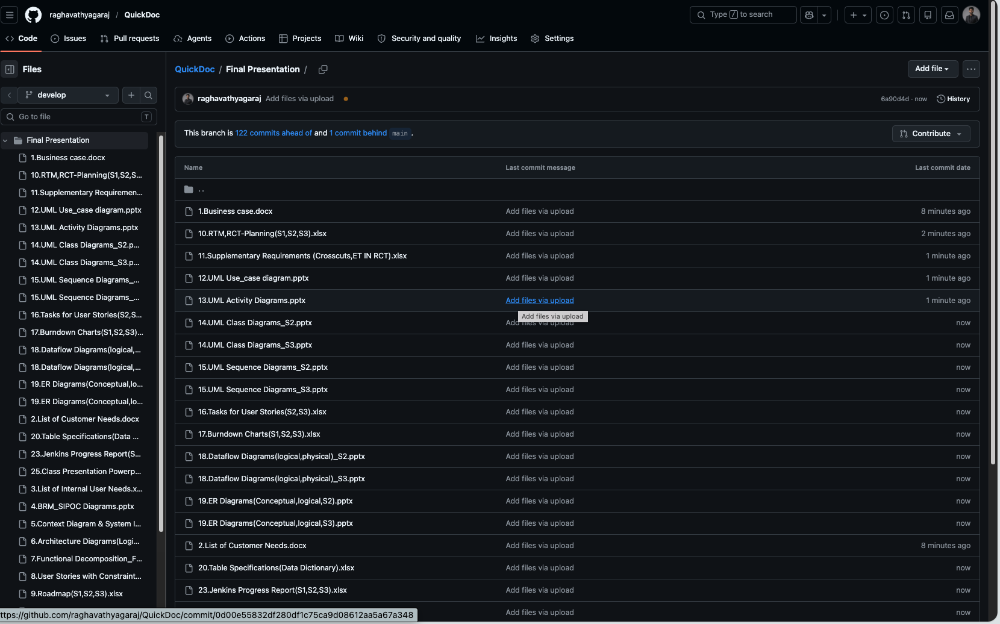 raghavathyagaraj / QuickDoc
Type / to search
Code Issues Pull requests Agents Actions Projects Wiki Security and quality Insights Settings
Files
develop
Go to file T
Final Presentation
1.Business case.docx
10.RTM,RCT-Planning(S1,S2,S...
11.Supplementary Requiremen...
12.UML Use_case diagram.pptx
13.UML Activity Diagrams.pptx
14.UML Class Diagrams_S2.p...
14.UML Class Diagrams_S3.p...
15.UML Sequence Diagrams_...
15.UML Sequence Diagrams_...
16.Tasks for User Stories(S2,S...
17.Burndown Charts(S1,S2,S3)...
18.Dataflow Diagrams(logical,...
18.Dataflow Diagrams(logical,...
19.ER Diagrams(Conceptual,lo...
19.ER Diagrams(Conceptual,lo...
2.List of Customer Needs.docx
20.Table Specifications(Data ...
23.Jenkins Progress Report(S...
25.Class Presentation Powerp...
3.List of Internal User Needs.x...
4.BRM_SIPOC Diagrams.pptx
5.Context Diagram & System I...
6.Architecture Diagrams(Logi...
7.Functional Decomposition_F...
8.User Stories with Constraint...
9.Roadmap(S1,S2,S3).xlsx
QuickDoc / Final Presentation /
Add file
raghavathyagaraj Add files via upload 6a90d4d · now History
This branch is 122 commits ahead of and 1 commit behind main .
Contribute
Name Last commit message Last commit date
..
1.Business case.docx Add files via upload 8 minutes ago
10.RTM,RCT-Planning(S1,S2,S3).xlsx Add files via upload 2 minutes ago
11.Supplementary Requirements (Crosscuts,ET IN RCT).xlsx Add files via upload 1 minute ago
12.UML Use_case diagram.pptx Add files via upload 1 minute ago
13.UML Activity Diagrams.pptx Add files via upload 1 minute ago
Add files via upload
14.UML Class Diagrams_S2.pptx Add files via upload now
14.UML Class Diagrams_S3.pptx Add files via upload now
15.UML Sequence Diagrams_S2.pptx Add files via upload now
15.UML Sequence Diagrams_S3.pptx Add files via upload now
16.Tasks for User Stories(S2,S3).xlsx Add files via upload now
17.Burndown Charts(S1,S2,S3).xlsx Add files via upload now
18.Dataflow Diagrams(logical,physical)_S2.pptx Add files via upload now
18.Dataflow Diagrams(logical,physical)_S3.pptx Add files via upload now
19.ER Diagrams(Conceptual,logical,S2).pptx Add files via upload now
19.ER Diagrams(Conceptual,logical,S3).pptx Add files via upload now
2.List of Customer Needs.docx Add files via upload 8 minutes ago
20.Table Specifications(Data Dictionary).xlsx Add files via upload now
23.Jenkins Progress Report(S1,S2,S3).xlsx Add files via upload now
Add files via upload now
ttps://github.com/raghavathyagaraj/QuickDoc/commit/0d00e55832df280df1c75ca9d08612aa5a67a348